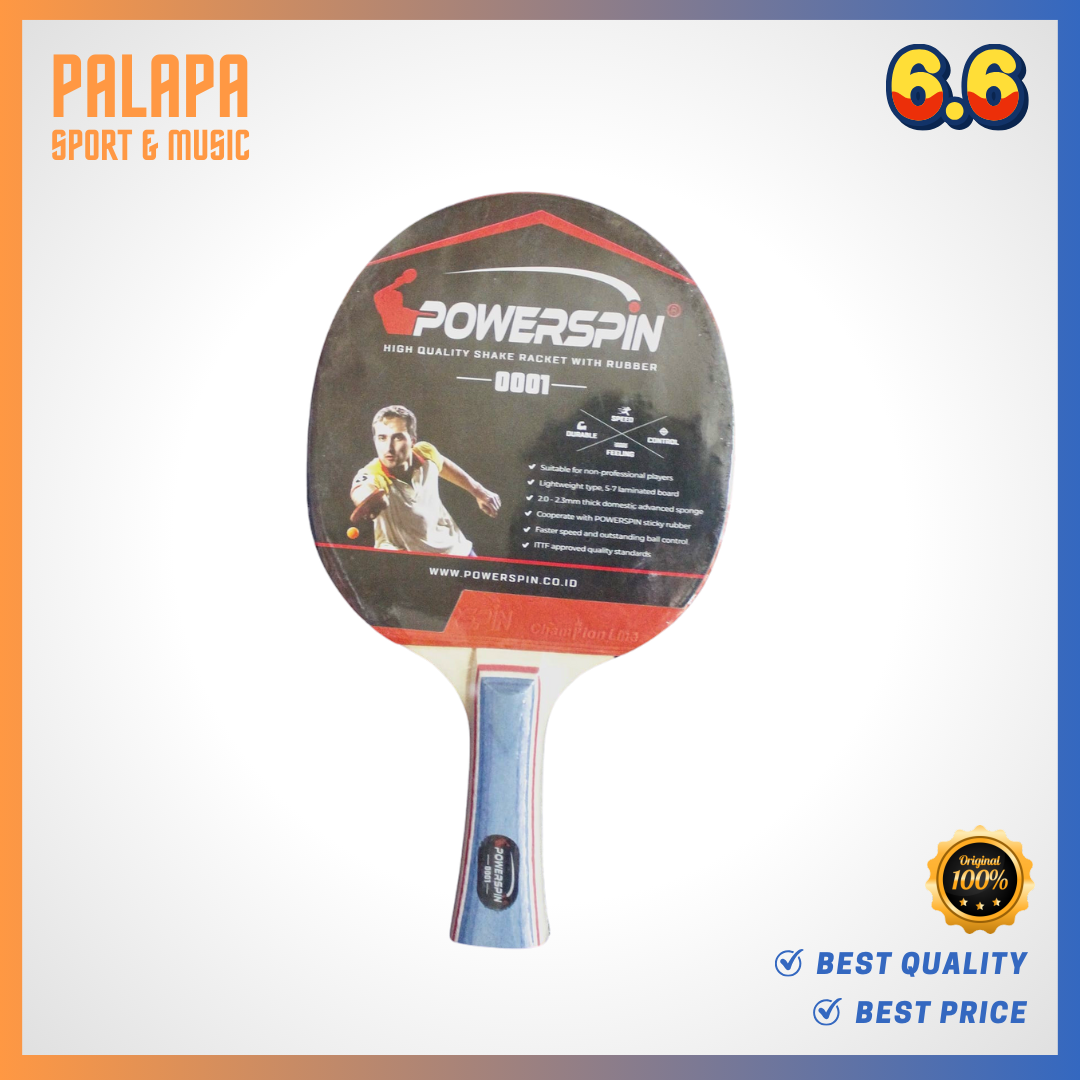 PALAPA
SPORT & MUSIC
6.6
POWERSPIN®
HIGH QUALITY SHAKE RACKET WITH RUBBER
0001
SPEED
DURABLE
CONTROL
FEELING
Suitable for non-professional players
Lightweight type, 5-7 laminated board
2.0 - 2.3mm thick domestic advanced sponge
Cooperate with POWERSPIN sticky rubber
Faster speed and outstanding ball control.
ITTF approved quality standards
WWW.POWERSPIN.CO.ID
SPIN
Champion Line
POWERSPIN
0001
Original
100%
BEST QUALITY
BEST PRICE